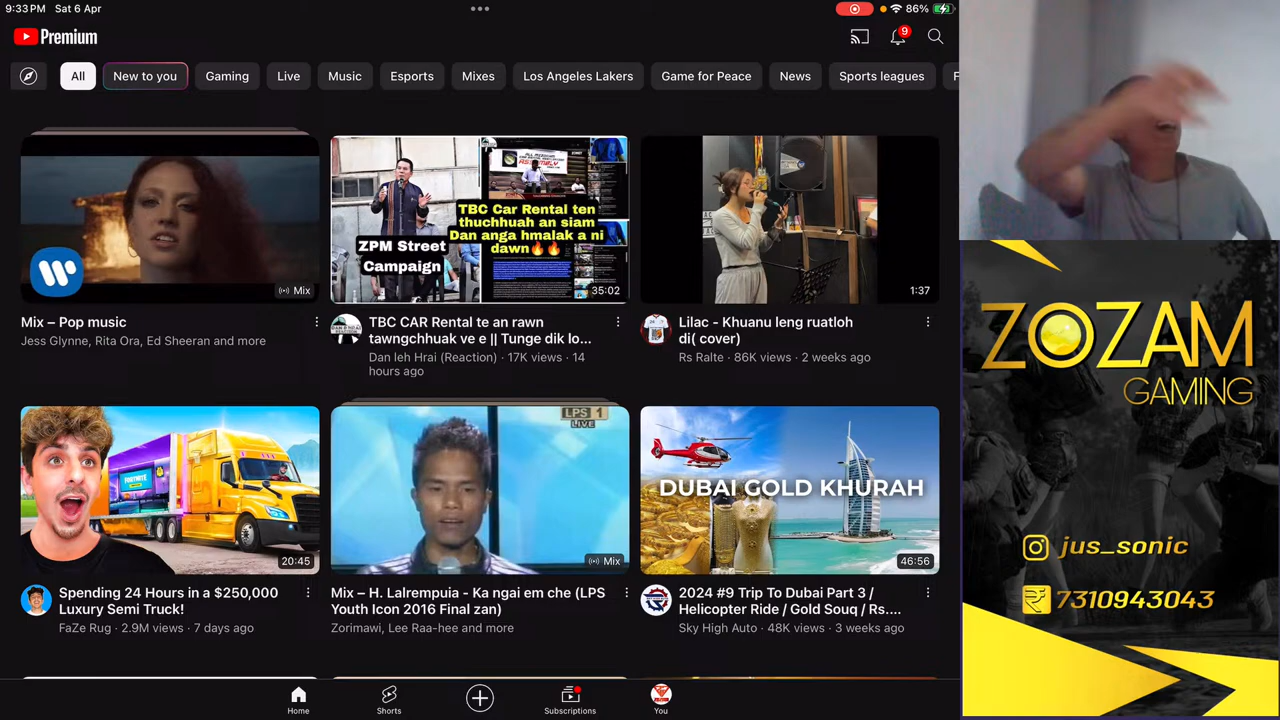 9:33PM Sat 6 Apr
86%
Premium
9
All
New to you
Gaming
Live
Music
Esports
Mixes
Los Angeles Lakers
Game for Peace
News
Sports leagues
Mix
ZPM Street
Campaign
ASSEMBLY
TBC Car Rental ten
thuchhuah an siam
Dan anga hmalak a ni
dawn🔥🔥
35:02
1:37
Mix – Pop music
Jess Glynne, Rita Ora, Ed Sheeran and more
TBC CAR Rental te an rawn
tawngchhuak ve e || Tunge dik lo...
Dan leh Hrai (Reaction) · 17K views · 14
hours ago
Lilac - Khuanu leng ruatloh
di( cover)
Rs Ralte · 86K views · 2 weeks ago
FORTNITE
20:45
LPS 1
LIVE
Mix
DUBAI GOLD KHURAH
46:56
Spending 24 Hours in a $250,000
Luxury Semi Truck!
FaZe Rug · 2.9M views · 7 days ago
Mix – H. Lalrempuia - Ka ngai em che (LPS
Youth Icon 2016 Final zan)
Zorimawi, Lee Raa-hee and more
2024 #9 Trip To Dubai Part 3 /
Helicopter Ride / Gold Souq / Rs....
Sky High Auto · 48K views · 3 weeks ago
Home
Shorts
Subscriptions
You
ZOZAM
GAMING
jus_sonic
₹ 7310943043